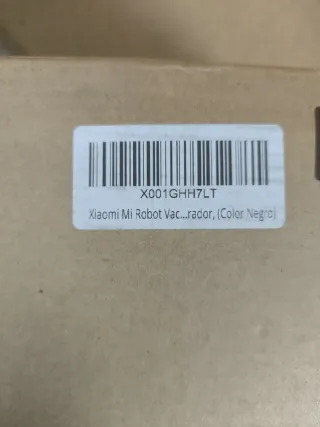 X001GHH7LT
Xiaomi Mi Robot Vac...rador, (Color Negro)